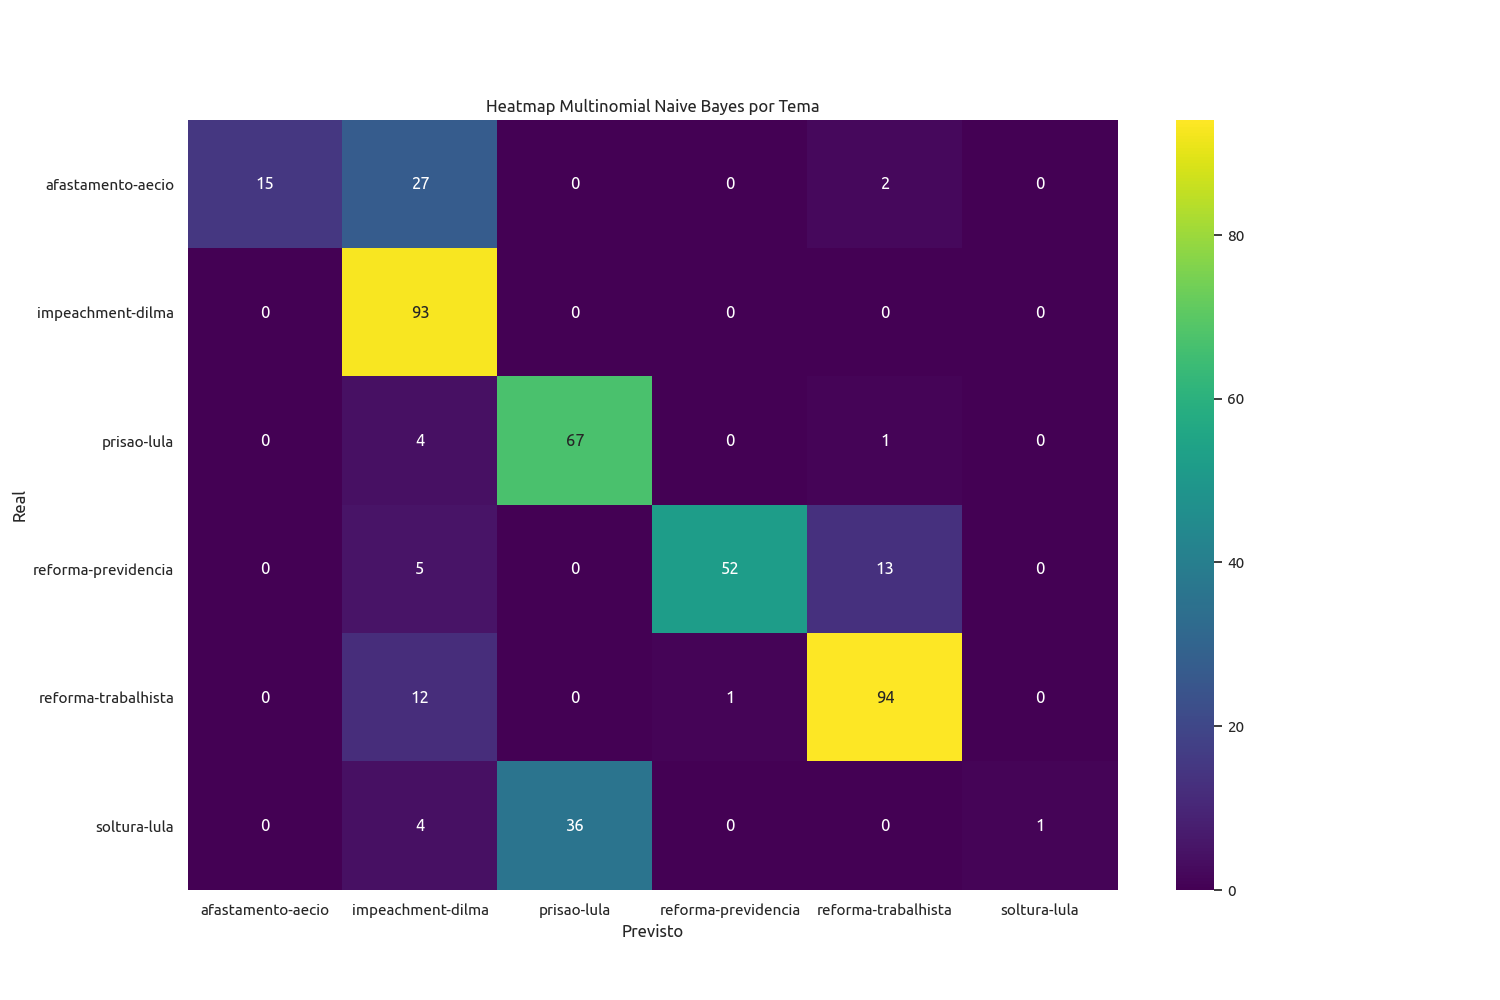 Heatmap Multinomial Naive Bayes por Tema
afastamento-aecio 15 27 0 0 2 0
impeachment-dilma 0 93 0 0 0 0
prisao-lula 0 4 67 0 1 0
reforma-previdencia 0 5 0 52 13 0
reforma-trabalhista 0 12 0 1 94 0
soltura-lula 0 4 36 0 0 1
afastamento-aecio impeachment-dilma prisao-lula reforma-previdencia reforma-trabalhista soltura-lula
Previsto
Real
80
60
40
20
0